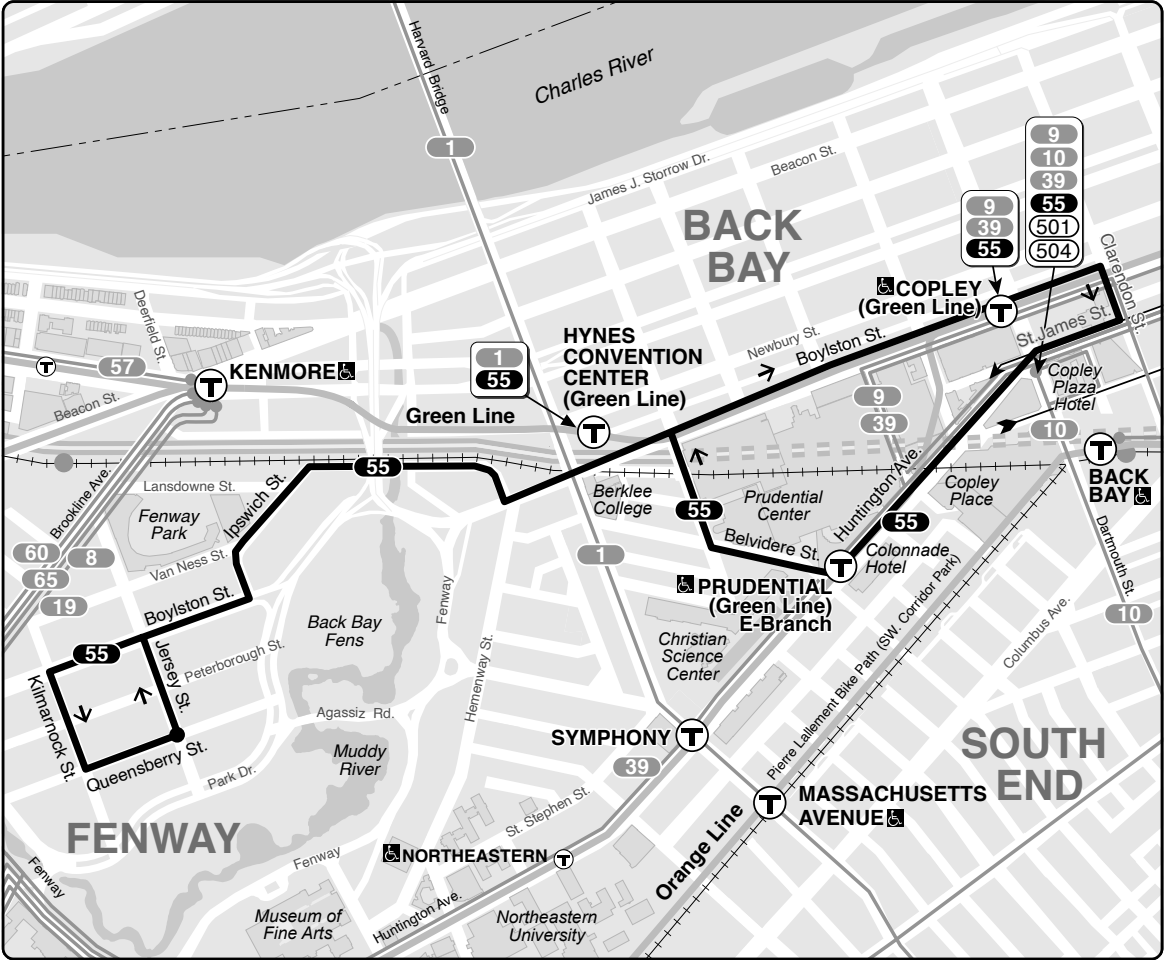 Charles River
Harvard Bridge
1
James J. Storrow Dr.
Beacon St.
BACK
BAY
9
10
39
55
501
504
9
39
55
Clarendon St.
COPLEY
(Green Line)
T
St.James St.
Newbury St.
Boylston St.
Copley
Plaza
Hotel
HYNES
CONVENTION
CENTER
(Green Line)
1
55
T
Green Line
Deerfield St.
T
57
T
KENMORE
Beacon St.
9
39
10
T
BACK
BAY
55
Lansdowne St.
Ipswich St.
Brookline Ave.
Fenway
Park
Van Ness St.
Boylston St.
60
8
65
19
Berklee
College
55
Prudential
Center
Huntington Ave.
Copley
Place
55
Belvidere St.
T
Colonnade
Hotel
PRUDENTIAL
(Green Line)
E-Branch
1
Dartmouth St.
10
Columbus Ave.
Pierre Lallement Bike Path (SW. Corridor Park)
Christian
Science
Center
Back Bay
Fens
Fenway
Hemenway St.
55
Jersey St.
Peterborough St.
Kilmarnock St.
Queensberry St.
Agassiz Rd.
Muddy
River
Park Dr.
SYMPHONY
T
39
SOUTH
END
T
MASSACHUSETTS
AVENUE
Orange Line
FENWAY
St. Stephen St.
NORTHEASTERN
T
Fenway
Fenway
Huntington Ave.
Museum of
Fine Arts
Northeastern
University